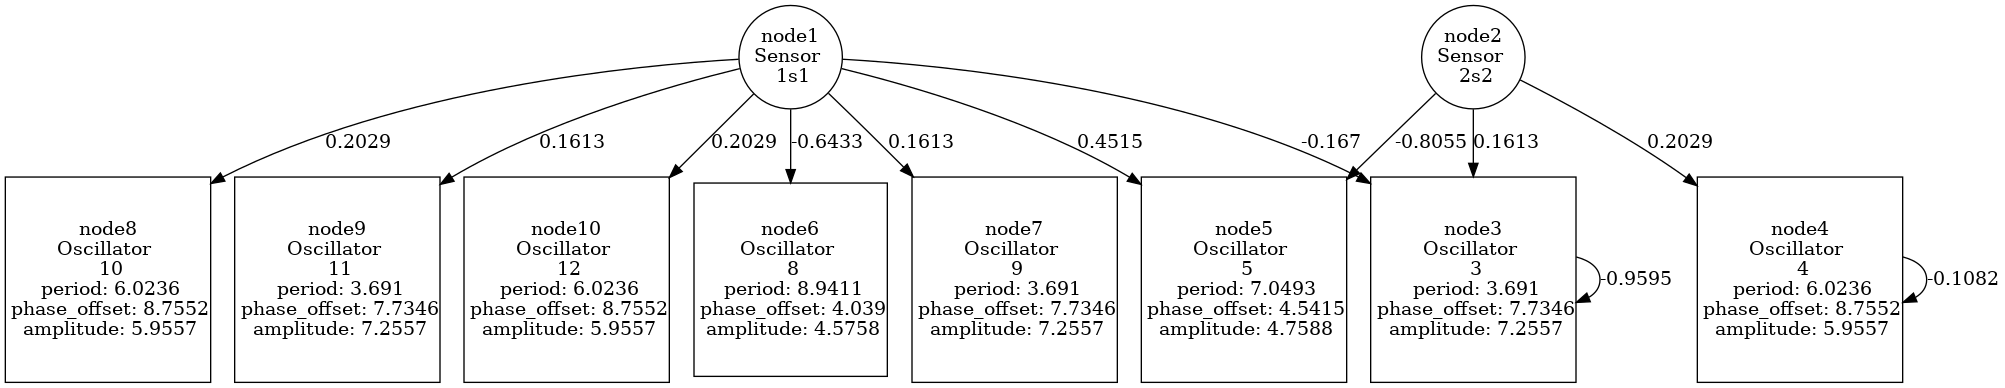 node1
Sensor
1s1
node2
Sensor
2s2
0.2029
0.1613
0.2029
-0.6433
0.1613
0.4515
-0.167
-0.8055
0.1613
0.2029
node8
Oscillator
10
period: 6.0236
phase_offset: 8.7552
amplitude: 5.9557
node9
Oscillator
11
period: 3.691
phase_offset: 7.7346
amplitude: 7.2557
node10
Oscillator
12
period: 6.0236
phase_offset: 8.7552
amplitude: 5.9557
node6
Oscillator
8
period: 8.9411
phase_offset: 4.039
amplitude: 4.5758
node7
Oscillator
9
period: 3.691
phase_offset: 7.7346
amplitude: 7.2557
node5
Oscillator
5
period: 7.0493
phase_offset: 4.5415
amplitude: 4.7588
node3
Oscillator
3
period: 3.691
phase_offset: 7.7346
amplitude: 7.2557
-0.9595
node4
Oscillator
4
period: 6.0236
phase_offset: 8.7552
amplitude: 5.9557
-0.1082